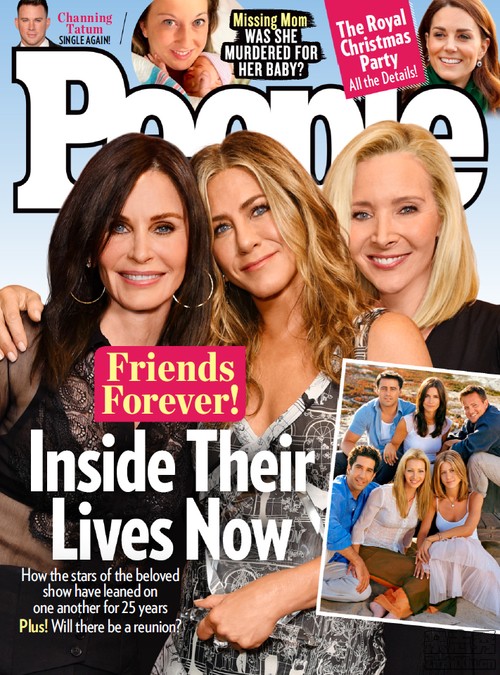 Channing
Tatum
SINGLE AGAIN!
Missing Mom
WAS SHE
MURDERED FOR
HER BABY?
The Royal
Christmas
Party
All the Details!
People
Friends
Forever!
Inside Their
Lives Now
How the stars of the beloved
show have leaned on
one another for 25 years
Plus! Will there be a reunion?